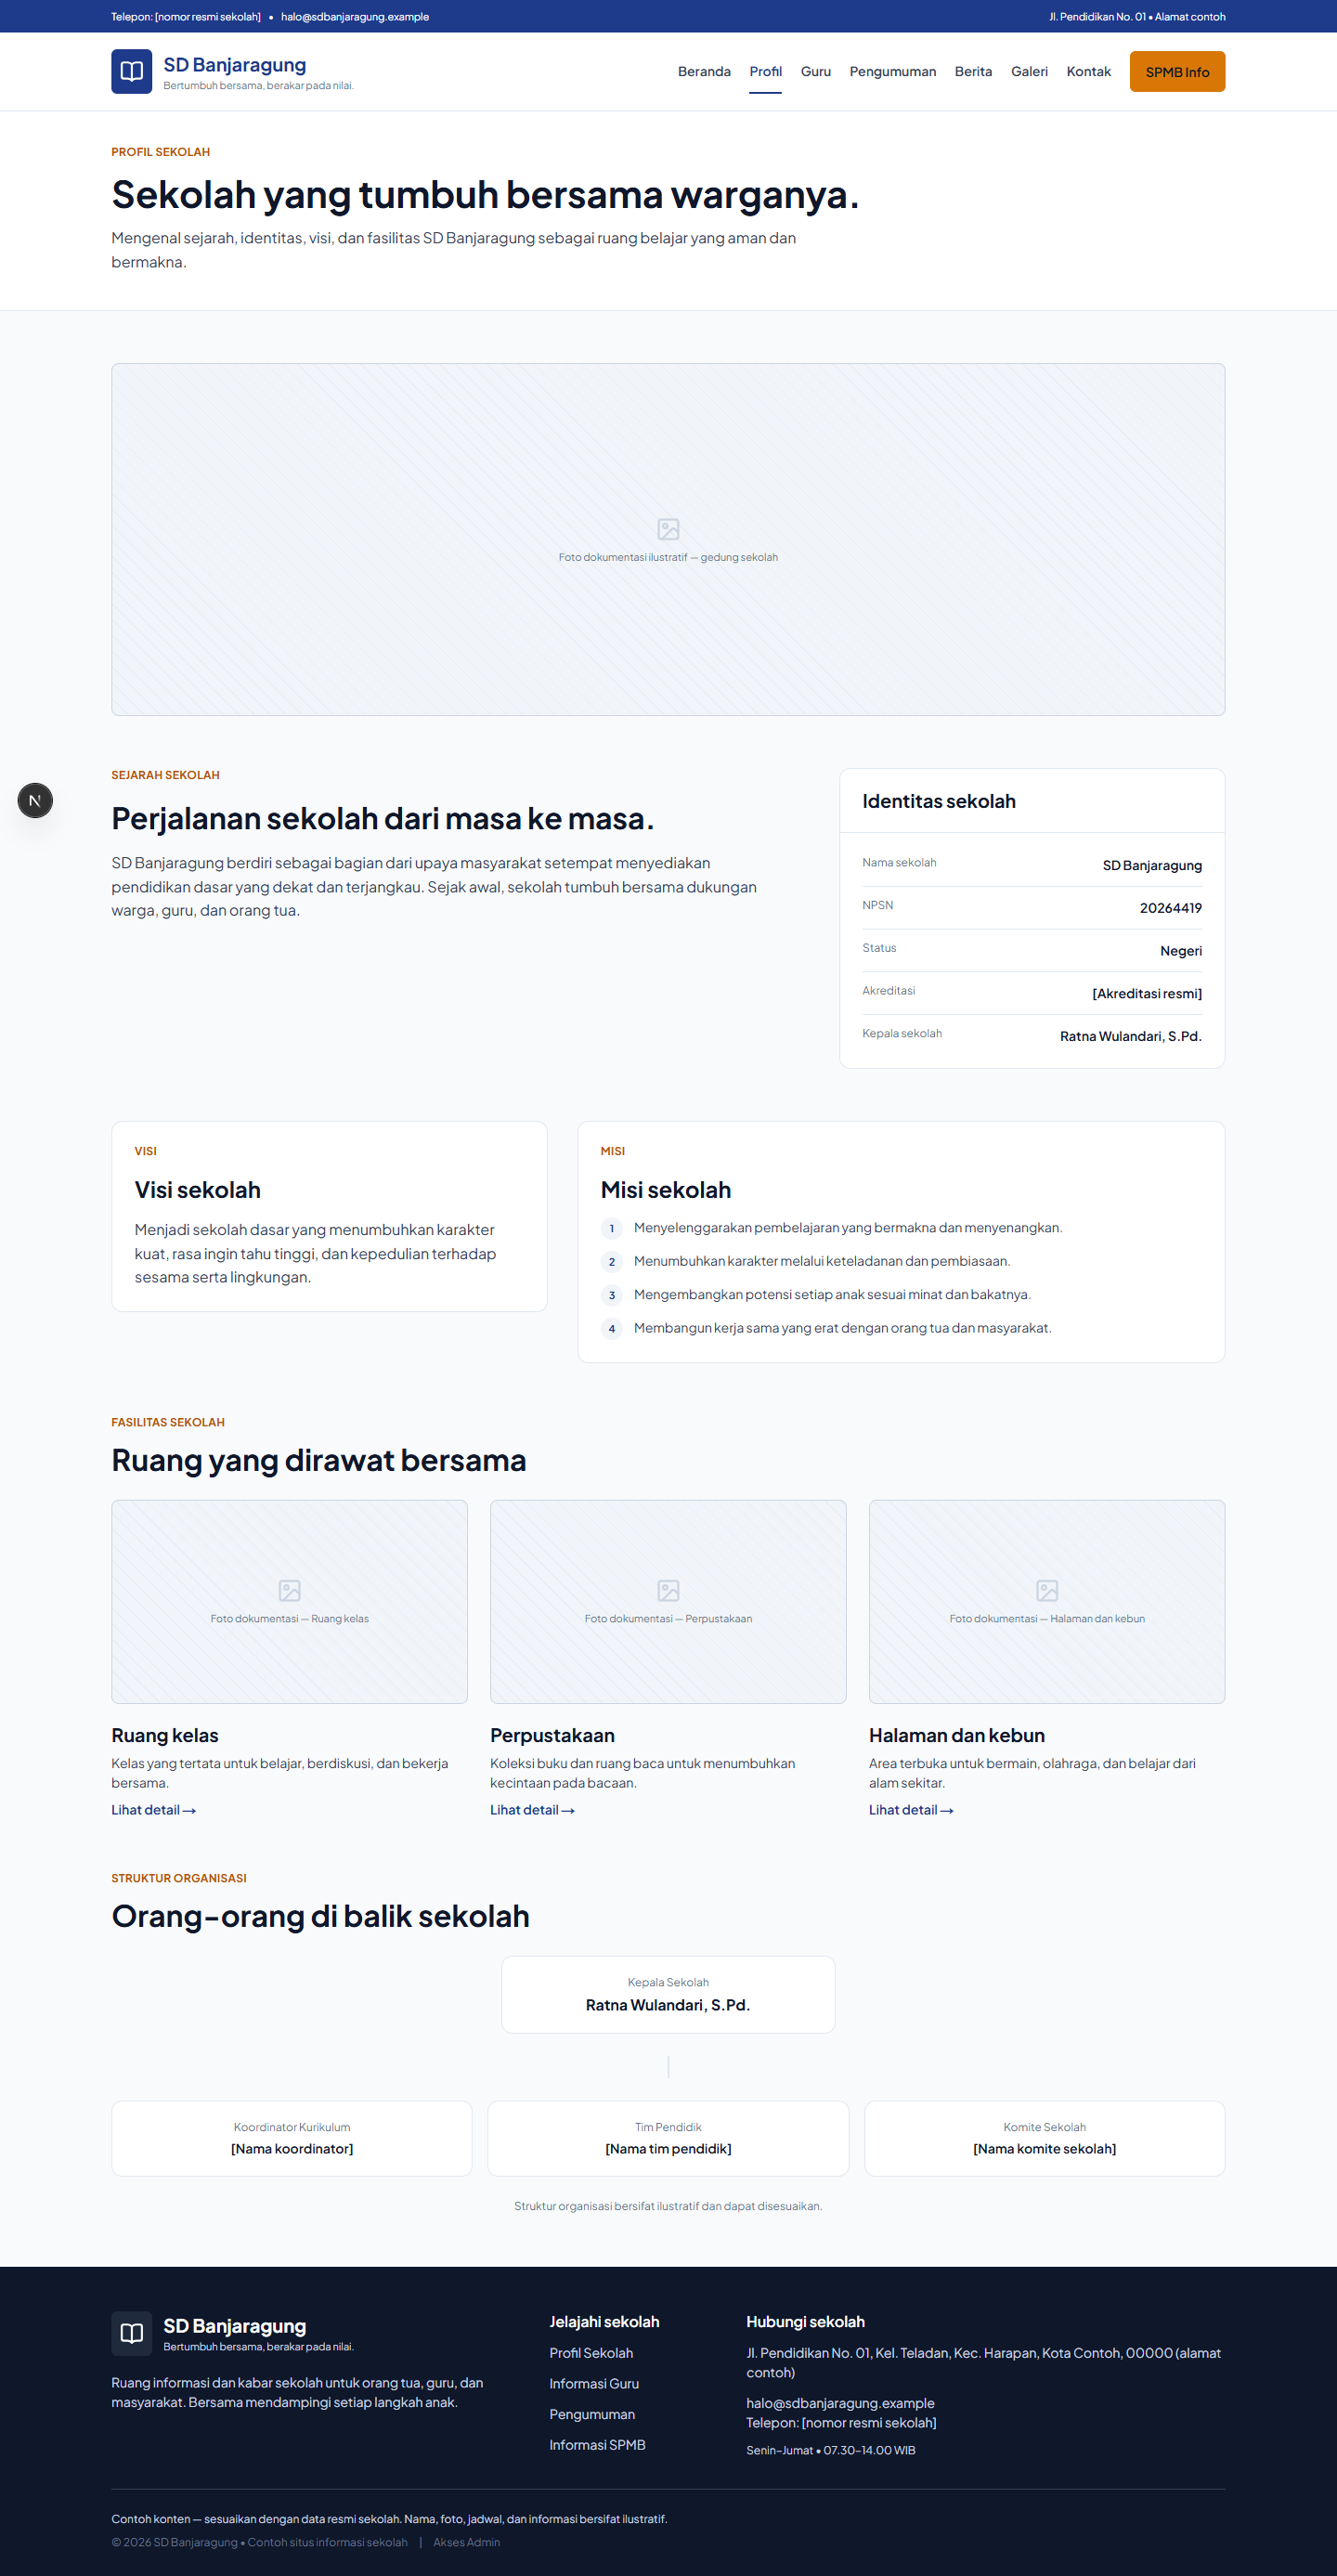 Telepon: [nomor resmi sekolah] • halo@sdbanjaragung.example
Jl. Pendidikan No. 01 • Alamat contoh
SD Banjaragung
Bertumbuh bersama, berakar pada nilai.
Beranda
Profil
Guru
Pengumuman
Berita
Galeri
Kontak
SPMB Info
PROFIL SEKOLAH
Sekolah yang tumbuh bersama warganya.
Mengenal sejarah, identitas, visi, dan fasilitas SD Banjaragung sebagai ruang belajar yang aman dan
bermakna.
Foto dokumentasi ilustratif — gedung sekolah
N
SEJARAH SEKOLAH
Perjalanan sekolah dari masa ke masa.
SD Banjaragung berdiri sebagai bagian dari upaya masyarakat setempat menyediakan
pendidikan dasar yang dekat dan terjangkau. Sejak awal, sekolah tumbuh bersama dukungan
warga, guru, dan orang tua.
Identitas sekolah
Nama sekolah
SD Banjaragung
NPSN
20264419
Status
Negeri
Akreditasi
[Akreditasi resmi]
Kepala sekolah
Ratna Wulandari, S.Pd.
VISI
Visi sekolah
Menjadi sekolah dasar yang menumbuhkan karakter
kuat, rasa ingin tahu tinggi, dan kepedulian terhadap
sesama serta lingkungan.
MISI
Misi sekolah
1 Menyelenggarakan pembelajaran yang bermakna dan menyenangkan.
2 Menumbuhkan karakter melalui keteladanan dan pembiasaan.
3 Mengembangkan potensi setiap anak sesuai minat dan bakatnya.
4 Membangun kerja sama yang erat dengan orang tua dan masyarakat.
FASILITAS SEKOLAH
Ruang yang dirawat bersama
Foto dokumentasi — Ruang kelas
Ruang kelas
Kelas yang tertata untuk belajar, berdiskusi, dan bekerja
bersama.
Lihat detail →
Foto dokumentasi — Perpustakaan
Perpustakaan
Koleksi buku dan ruang baca untuk menumbuhkan
kecintaan pada bacaan.
Lihat detail →
Foto dokumentasi — Halaman dan kebun
Halaman dan kebun
Area terbuka untuk bermain, olahraga, dan belajar dari
alam sekitar.
Lihat detail →
STRUKTUR ORGANISASI
Orang-orang di balik sekolah
Kepala Sekolah
Ratna Wulandari, S.Pd.
Koordinator Kurikulum
[Nama koordinator]
Tim Pendidik
[Nama tim pendidik]
Komite Sekolah
[Nama komite sekolah]
Struktur organisasi bersifat ilustratif dan dapat disesuaikan.
SD Banjaragung
Bertumbuh bersama, berakar pada nilai.
Ruang informasi dan kabar sekolah untuk orang tua, guru, dan
masyarakat. Bersama mendampingi setiap langkah anak.
Jelajahi sekolah
Profil Sekolah
Informasi Guru
Pengumuman
Informasi SPMB
Hubungi sekolah
Jl. Pendidikan No. 01, Kel. Teladan, Kec. Harapan, Kota Contoh, 00000 (alamat
contoh)
halo@sdbanjaragung.example
Telepon: [nomor resmi sekolah]
Senin–Jumat • 07.30–14.00 WIB
Contoh konten — sesuaikan dengan data resmi sekolah. Nama, foto, jadwal, dan informasi bersifat ilustratif.
© 2026 SD Banjaragung • Contoh situs informasi sekolah | Akses Admin